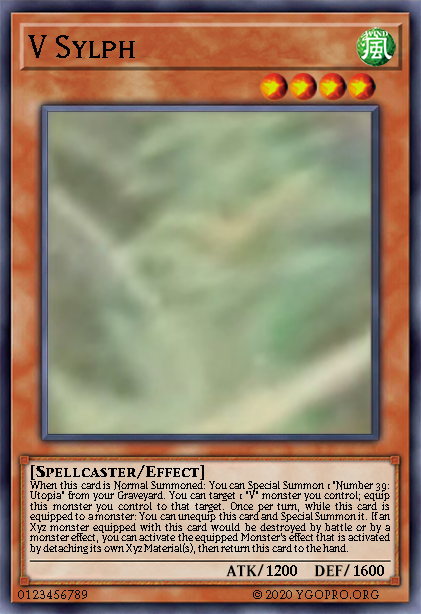 V Sylph
WIND
風
[Spellcaster/Effect]
When this card is Normal Summoned: You can Special Summon 1 "Number 39:
Utopia" from your Graveyard. You can target 1 "V" monster you control; equip
this monster you control to that target. Once per turn, while this card is
equipped to a monster: You can unequip this card and Special Summon it. If an
Xyz monster equipped with this card would be destroyed by battle or by a
monster effect, you can activate the equipped Monster's effect that is activated
by detaching its own Xyz Material(s), then return this card to the hand.
ATK/1200 DEF/1600
0123456789 © 2020 YGOPRO.ORG